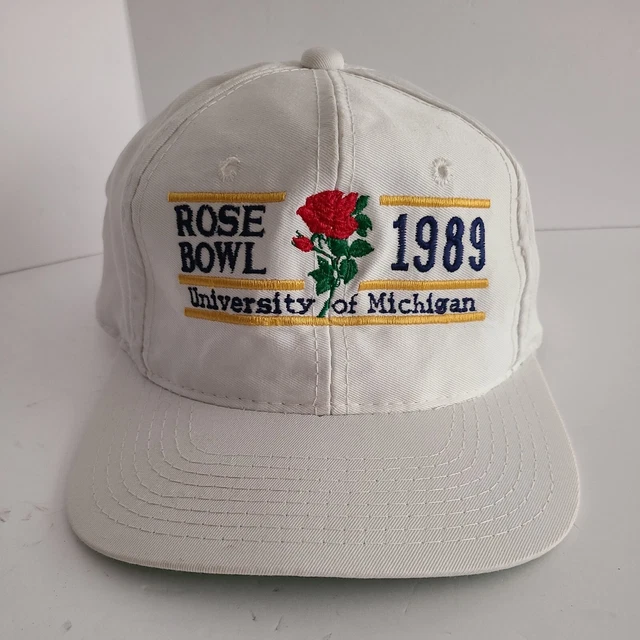 ROSE
BOWL
1989
University of Michigan